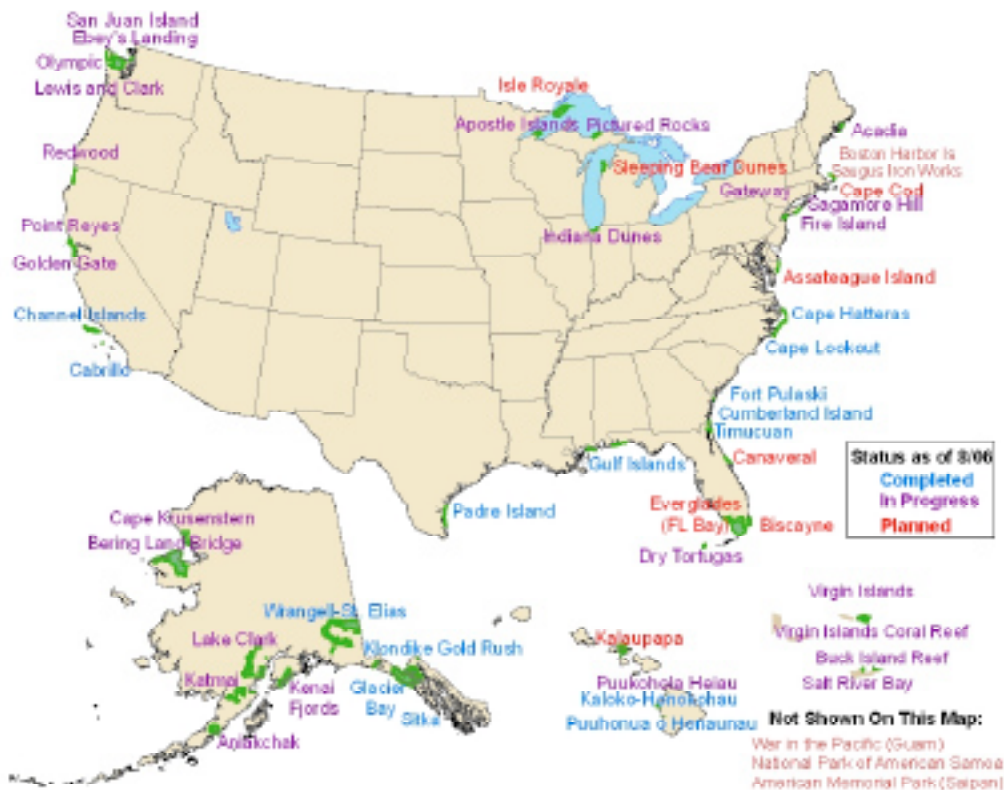 San Juan Island
Ebey's Landing
Olympic
Lewis and Clark
Redwood
Point Reyes
Golden Gate
Channel Islands
Cabrillo
Isle Royale
Apostle Islands
Pictured Rocks
Sleeping Bear Dunes
Indiana Dunes
Acadia
Boston Harbor Is
Saugus Iron Works
Cape Cod
Gateway
Sagamore Hill
Fire Island
Assateague Island
Cape Hatteras
Cape Lookout
Fort Pulaski
Cumberland Island
Timucuan
Canaveral
Gulf Islands
Padre Island
Everglades
(FL Bay)
Biscayne
Dry Tortugas
Status as of 8/06
Completed
In Progress
Planned
Cape Krusenstern
Bering Land Bridge
Wrangell-St. Elias
Lake Clark
Klondike Gold Rush
Katmai
Kenai
Fjords
Glacier
Bay
Sitka
Aniakchak
Kalaupapa
Puukohola Heiau
Kaloko-Honokohau
Puuhonua o Honaunau
Virgin Islands
Virgin Islands Coral Reef
Buck Island Reef
Salt River Bay
Not Shown On This Map:
War in the Pacific (Guam)
National Park of American Samoa
American Memorial Park (Saipan)